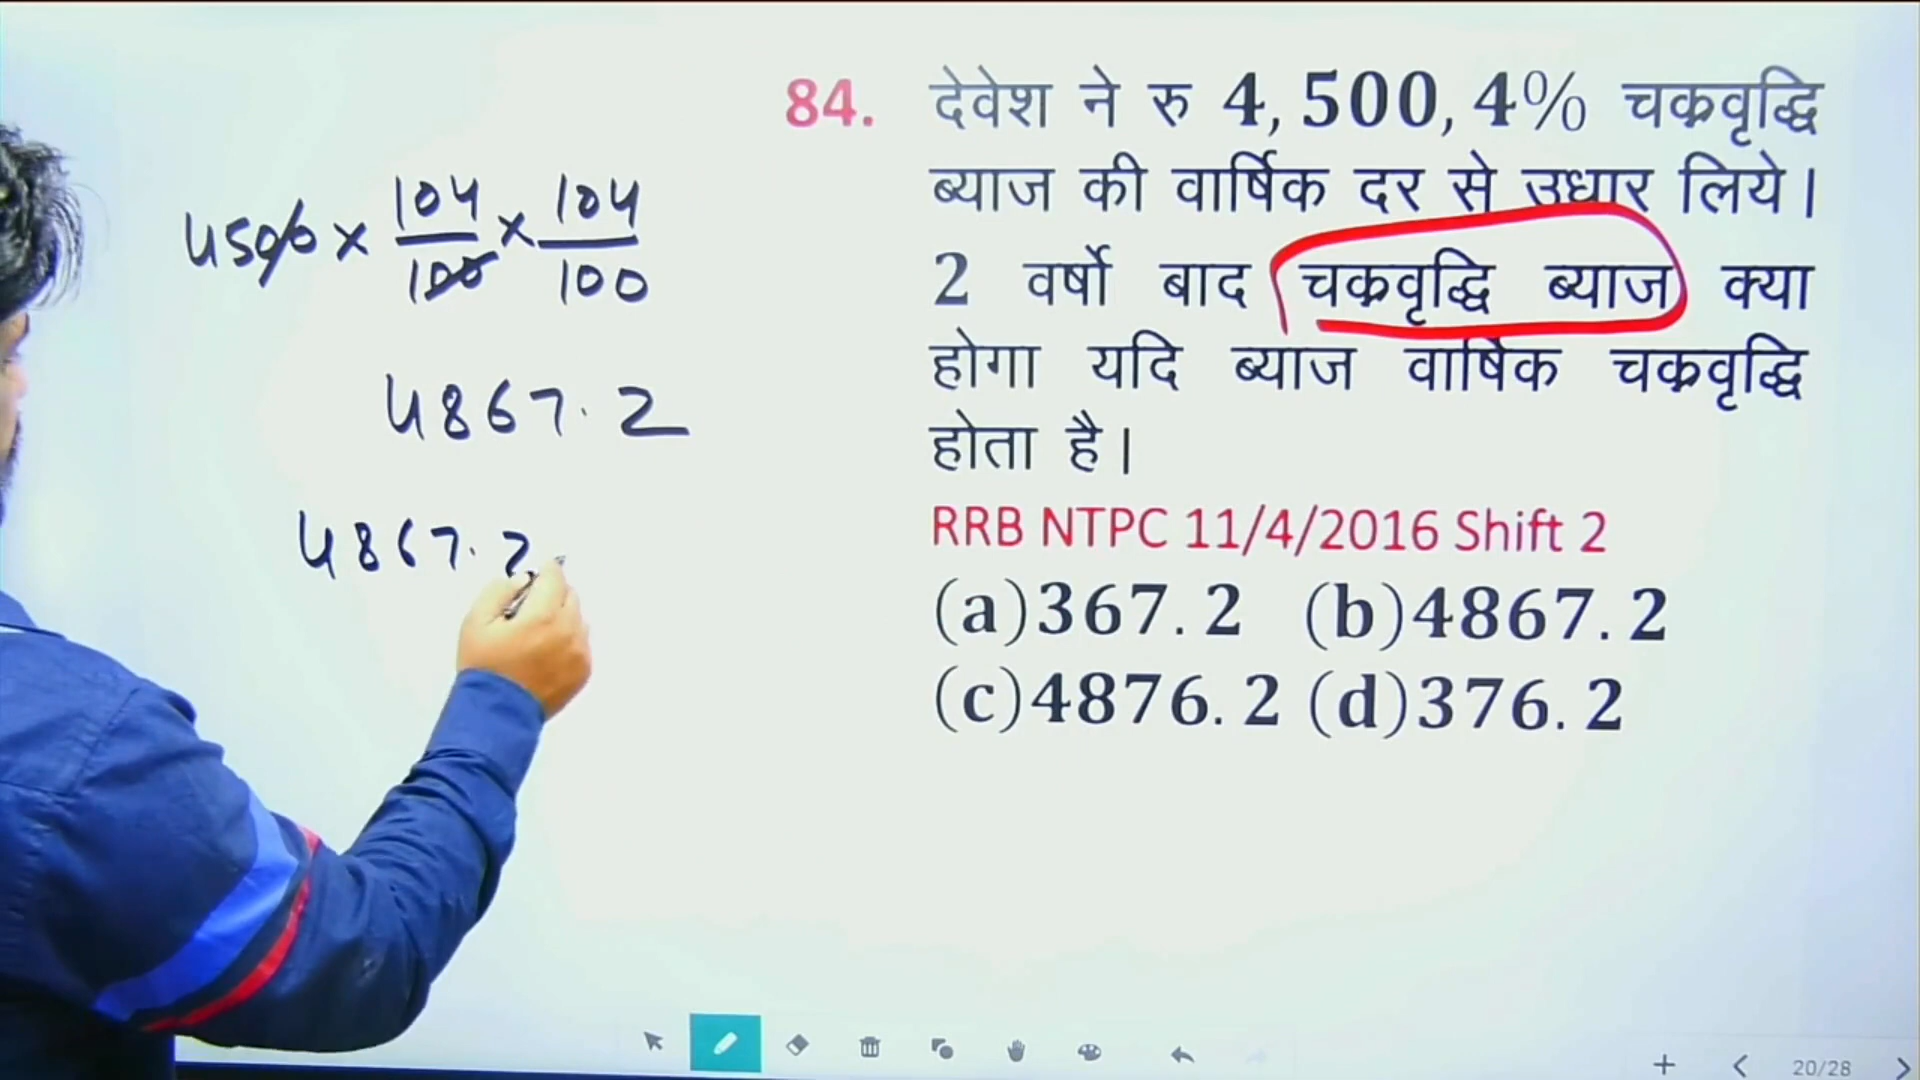 4500 × 104/100 × 104/100
4867.2
4867.2
84. देवेश ने रु 4,500, 4% चक्रवृद्धि
ब्याज की वार्षिक दर से उधार लिये।
2 वर्षो बाद चक्रवृद्धि ब्याज क्या
होगा यदि ब्याज वार्षिक चक्रवृद्धि
होता है।
RRB NTPC 11/4/2016 Shift 2
(a)367.2 (b)4867.2
(c)4876.2 (d)376.2
20/28